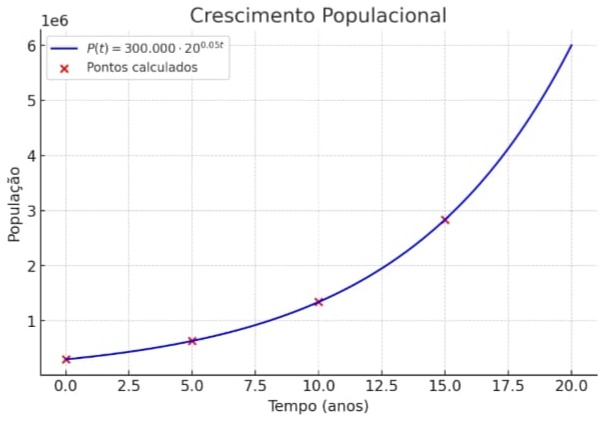 Crescimento Populacional
1e6
P(t) = 300.000 · 20^{0.05t}
Pontos calculados
6
5
4
3
2
1
População
0.0 2.5 5.0 7.5 10.0 12.5 15.0 17.5 20.0
Tempo (anos)